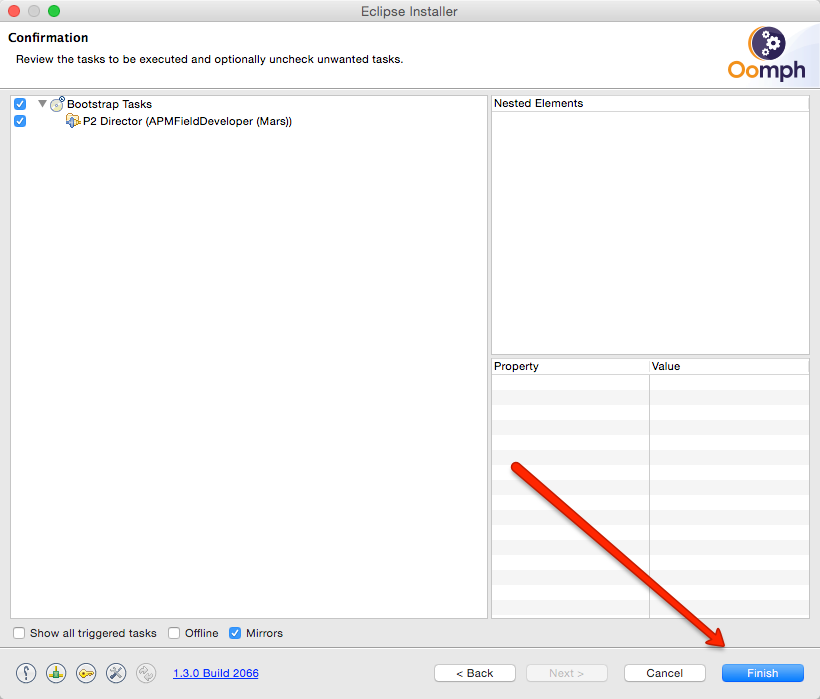 Eclipse Installer
Confirmation
Review the tasks to be executed and optionally uncheck unwanted tasks.
Oomph
Bootstrap Tasks
P2 Director (APMFieldDeveloper (Mars))
Nested Elements
Property Value
Show all triggered tasks Offline Mirrors
1.3.0 Build 2066 < Back Next > Cancel Finish